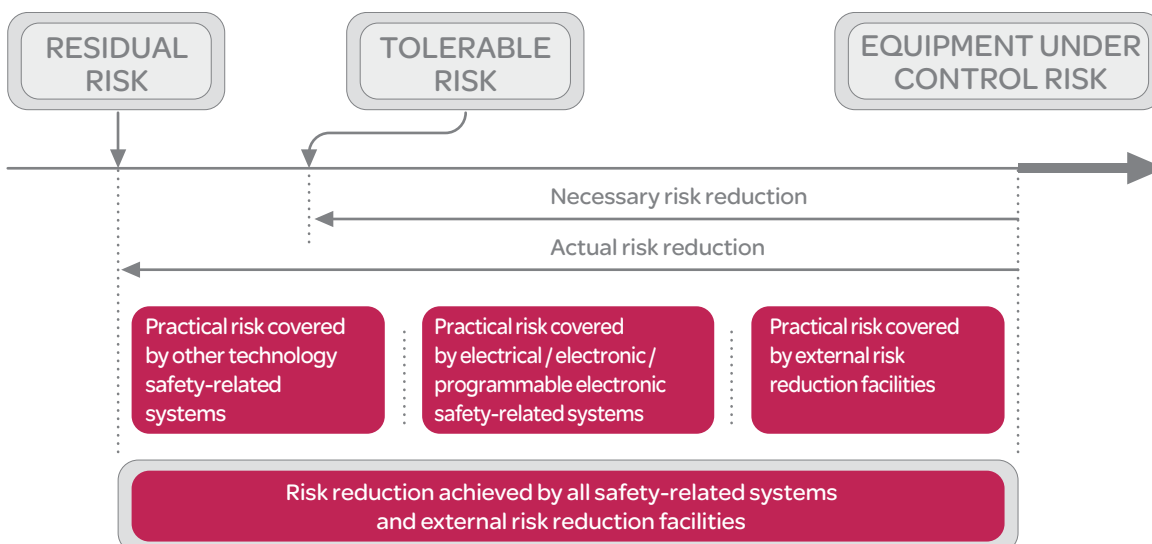 RESIDUAL
RISK
TOLERABLE
RISK
EQUIPMENT UNDER
CONTROL RISK
Necessary risk reduction
Actual risk reduction
Practical risk covered
by other technology
safety-related
systems
Practical risk covered
by electrical / electronic /
programmable electronic
safety-related systems
Practical risk covered
by external risk
reduction facilities
Risk reduction achieved by all safety-related systems
and external risk reduction facilities